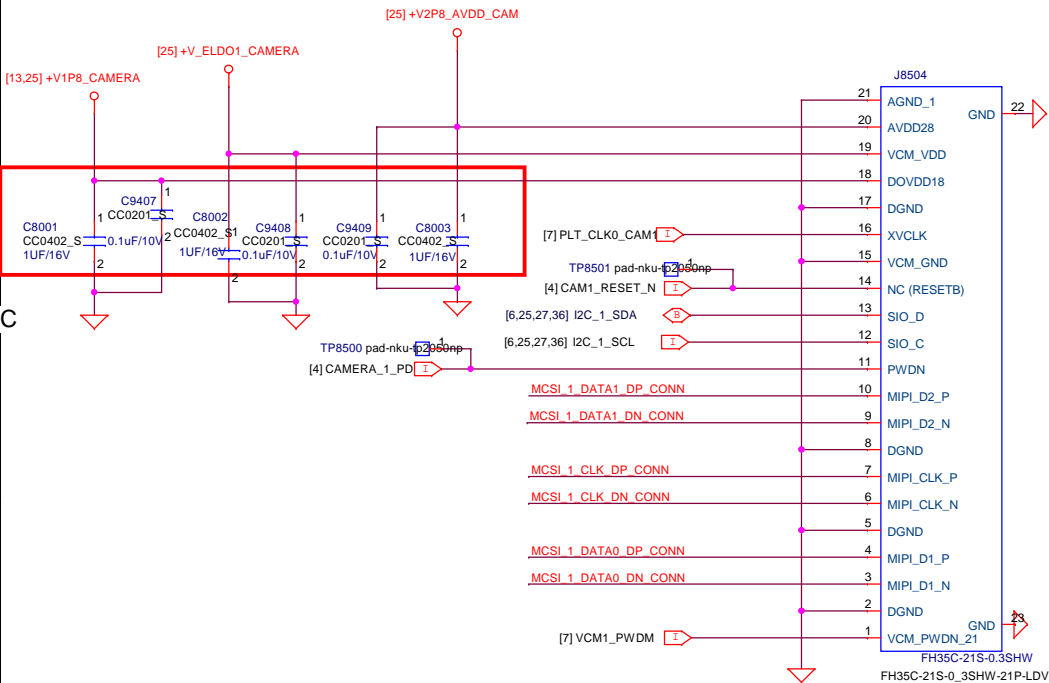 [25] +V2P8_AVDD_CAM
[25] +V_ELDO1_CAMERA
[13,25] +V1P8_CAMERA
J8504
21 AGND_1
GND 22
20 AVDD28
19 VCM_VDD
18 DOVDD18
17 DGND
16 XVCLK
15 VCM_GND
14 NC (RESETB)
13 SIO_D
12 SIO_C
11 PWDN
10 MIPI_D2_P
9 MIPI_D2_N
8 DGND
7 MIPI_CLK_P
6 MIPI_CLK_N
5 DGND
4 MIPI_D1_P
3 MIPI_D1_N
2 DGND
GND 23
1 VCM_PWDN_21
FH35C-21S-0.3SHW
FH35C-21S-0_3SHW-21P-LDV
C8001
CC0402_S
1UF/16V
1
2
C9407
CC0201_S
0.1uF/10V
1
2
C8002
CC0402_S
1UF/16V
1
2
C9408
CC0201_S
0.1uF/10V
1
2
C9409
CC0201_S
0.1uF/10V
1
2
C8003
CC0402_S
1UF/16V
1
2
[7] PLT_CLK0_CAM1 I
TP8501 pad-nku-tp2050np
1
[4] CAM1_RESET_N I
[6,25,27,36] I2C_1_SDA B
[6,25,27,36] I2C_1_SCL I
C
TP8500 pad-nku-tp2050np
1
[4] CAMERA_1_PD I
MCSI_1_DATA1_DP_CONN
MCSI_1_DATA1_DN_CONN
MCSI_1_CLK_DP_CONN
MCSI_1_CLK_DN_CONN
MCSI_1_DATA0_DP_CONN
MCSI_1_DATA0_DN_CONN
[7] VCM1_PWDM I